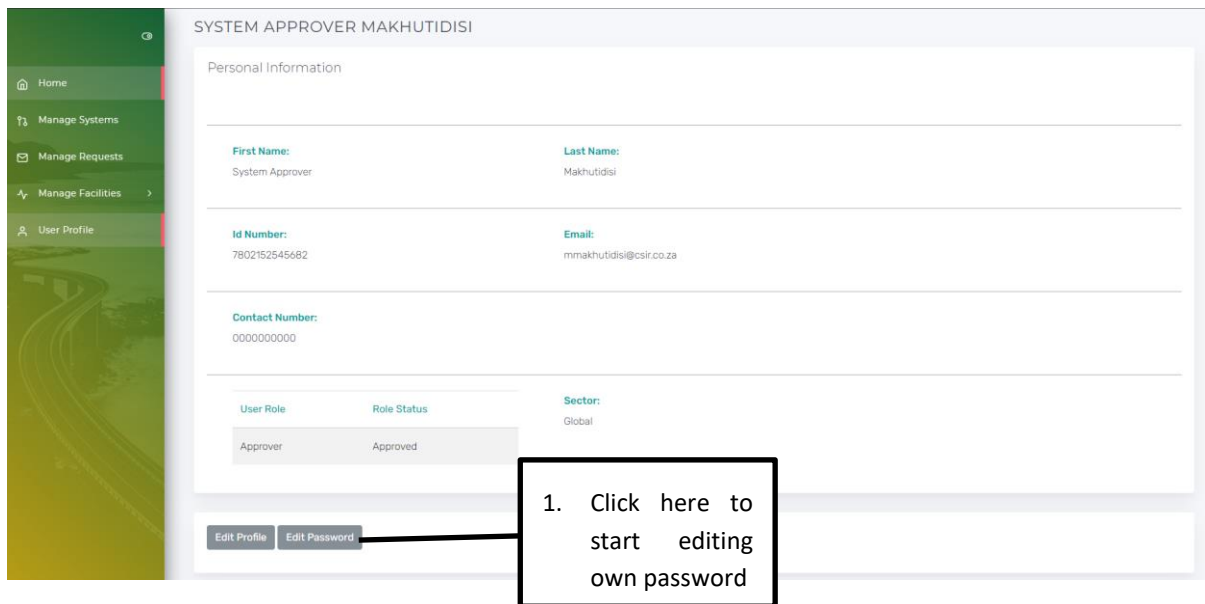 SYSTEM APPROVER MAKHUTIDISI
Home
Manage Systems
Manage Requests
Manage Facilities
User Profile
Personal Information
First Name:
System Approver
Last Name:
Makhutidisi
Id Number:
7802152545682
Email:
mmakhutidisi@csir.co.za
Contact Number:
0000000000
User Role Role Status
Approver Approved
Sector:
Global
Edit Profile Edit Password
1. Click here to
start editing
own password